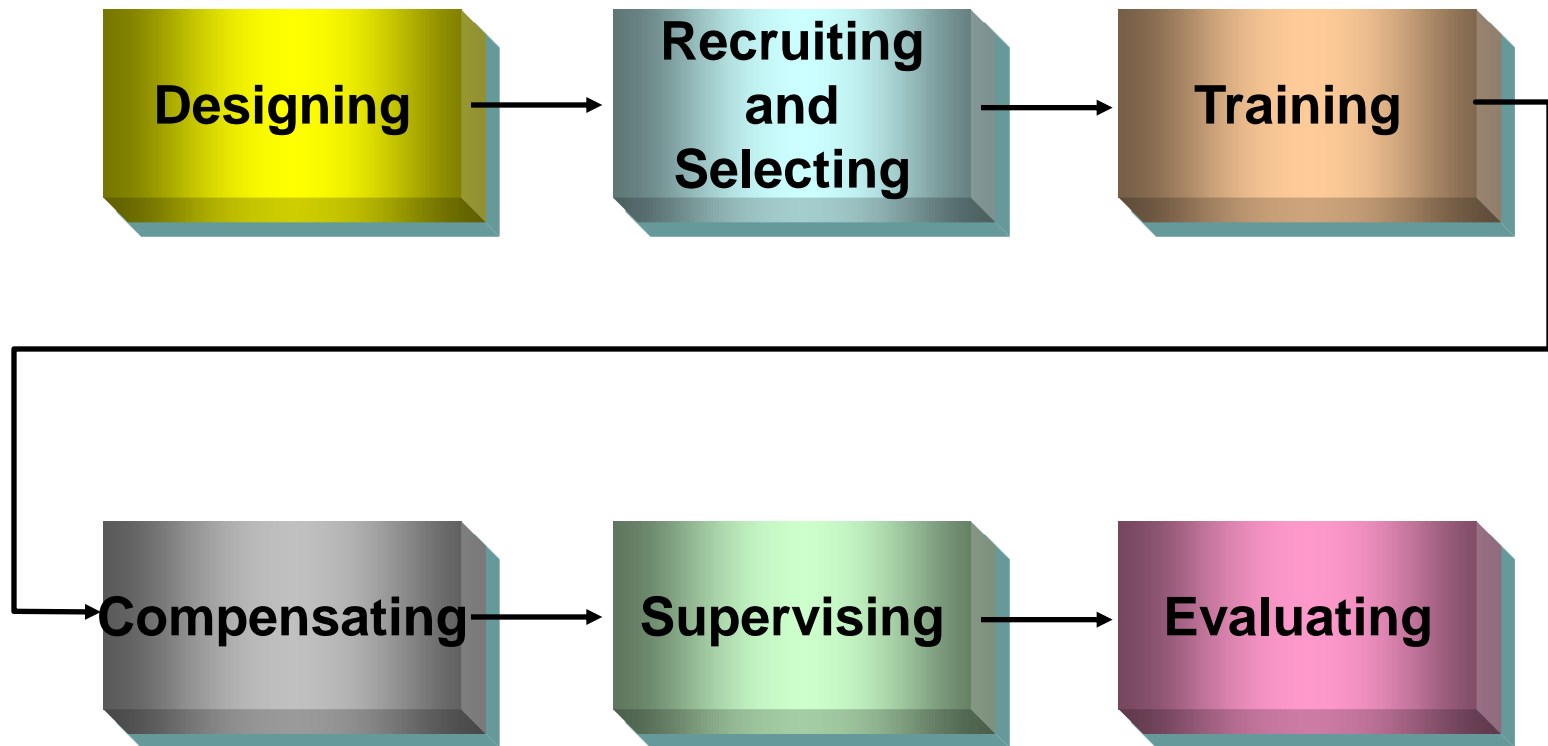 Designing
Recruiting
and
Selecting
Training
Compensating
Supervising
Evaluating